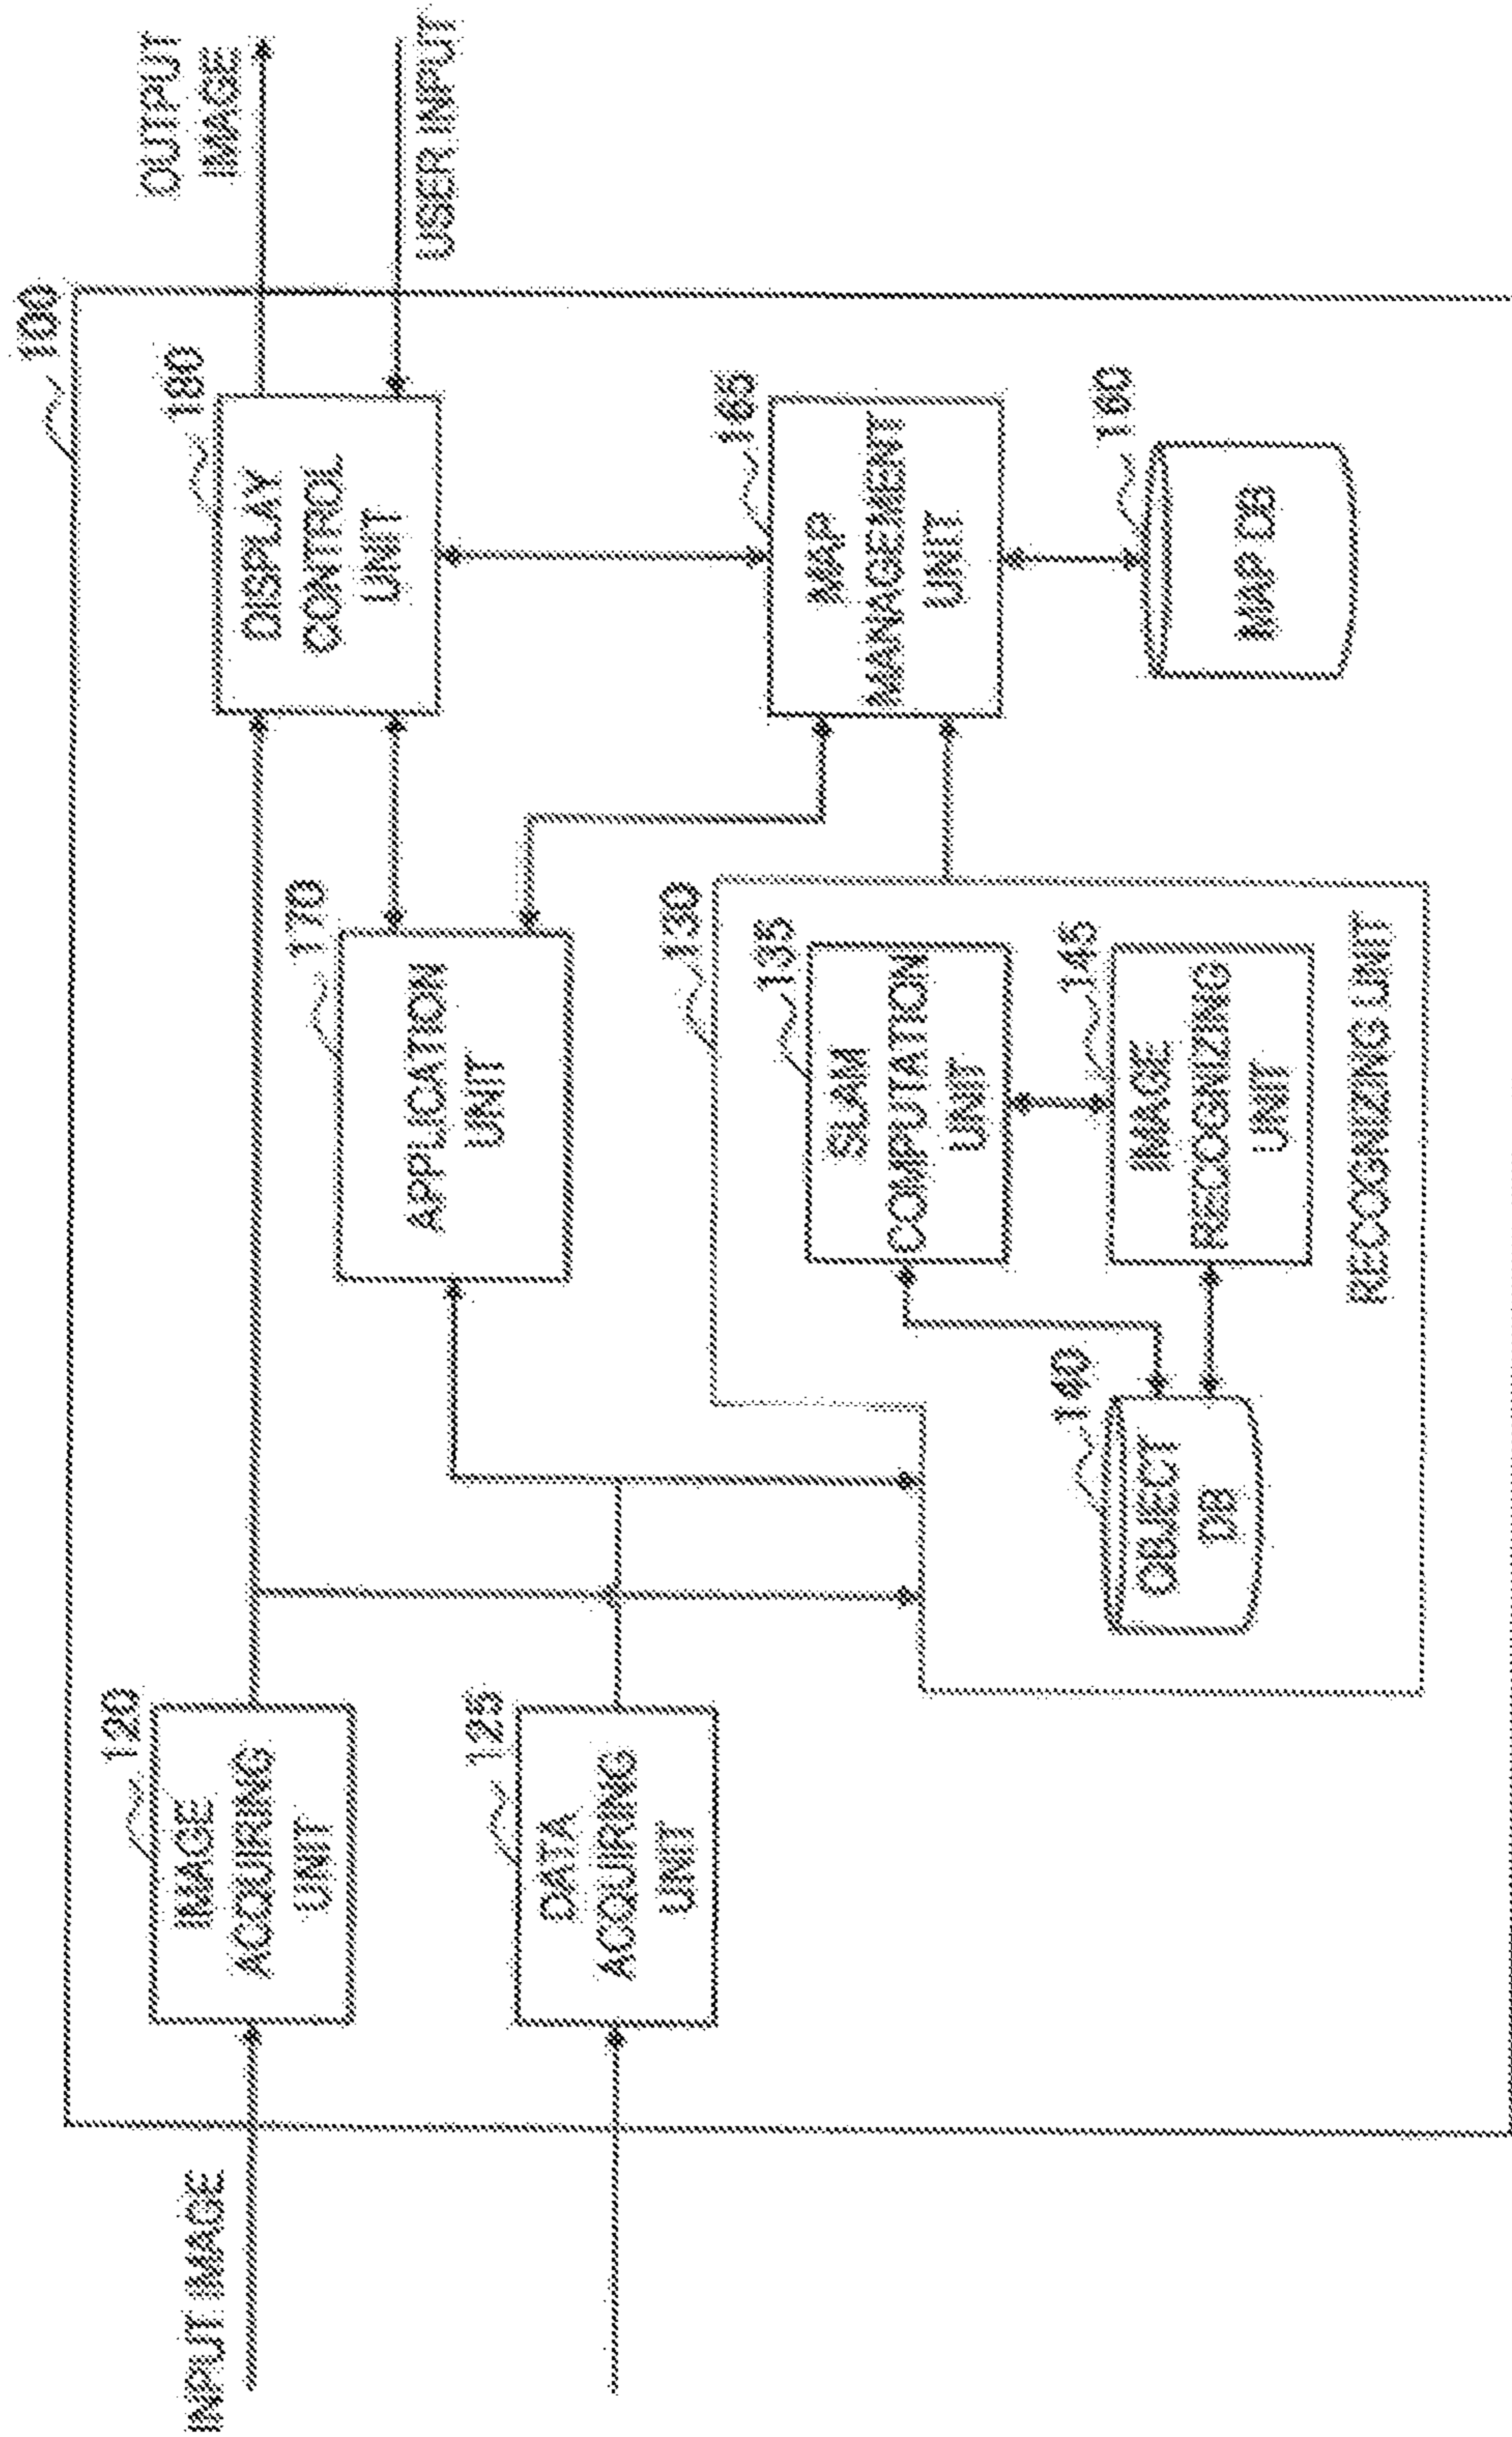 100
INPUT IMAGE
120
IMAGE
ACQUIRING
UNIT
180
DISPLAY
CONTROL
UNIT
OUTPUT
IMAGE
USER INPUT
170
APPLICATION
UNIT
125
DATA
ACQUIRING
UNIT
130
165
MAP
MANAGEMENT
UNIT
135
SLAM
COMPUTATION
UNIT
140
OBJECT
DB
145
IMAGE
RECOGNIZING
UNIT
160
MAP DB
RECOGNIZING UNIT